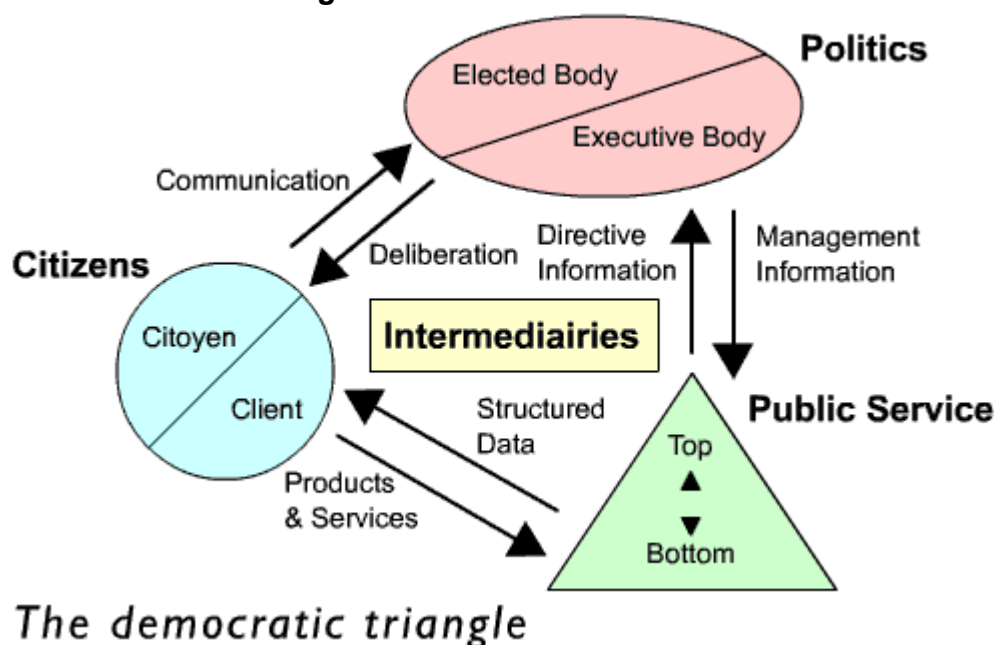 g
Politics
Elected Body
Executive Body
Communication
Deliberation
Directive
Information
Management
Information
Citizens
Citoyen
Client
Intermediairies
Structured
Data
Public Service
Top
Bottom
Products
& Services
The democratic triangle